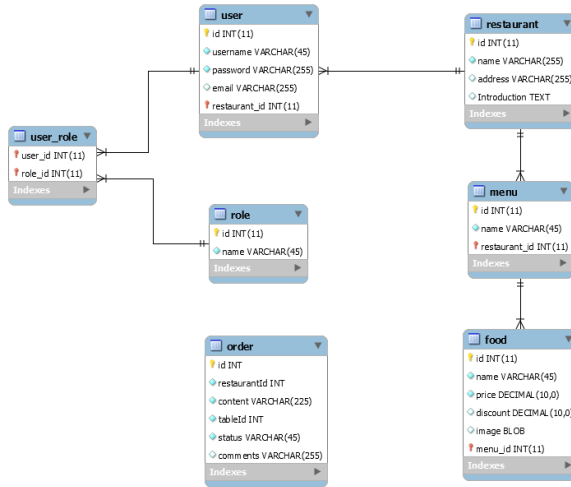 user
id INT(11)
username VARCHAR(45)
password VARCHAR(255)
email VARCHAR(255)
restaurant_id INT(11)
Indexes
restaurant
id INT(11)
name VARCHAR(255)
address VARCHAR(255)
Introduction TEXT
Indexes
user_role
user_id INT(11)
role_id INT(11)
Indexes
role
id INT(11)
name VARCHAR(45)
Indexes
menu
id INT(11)
name VARCHAR(45)
restaurant_id INT(11)
Indexes
order
id INT
restaurantId INT
content VARCHAR(225)
tableId INT
status VARCHAR(45)
comments VARCHAR(255)
Indexes
food
id INT(11)
name VARCHAR(45)
price DECIMAL(10,0)
discount DECIMAL(10,0)
image BLOB
menu_id INT(11)
Indexes